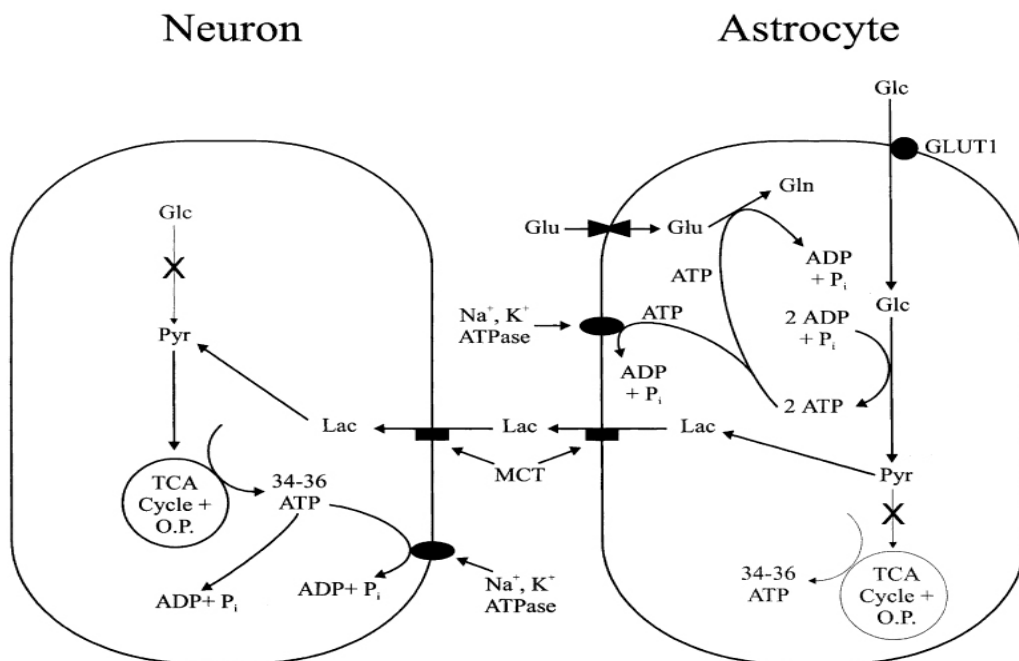 Neuron
Astrocyte
Glc
GLUT1
Glc
Gln
Glu
Glu
ADP
+ Pi
ATP
Glc
Na+, K+
ATPase
ATP
2 ADP
+ Pi
Pyr
ADP
+ Pi
2 ATP
Lac
Lac
Lac
MCT
Pyr
TCA
Cycle +
O.P.
34-36
ATP
ADP+ Pi
ADP+ Pi
Na+, K+
ATPase
34-36
ATP
TCA
Cycle +
O.P.